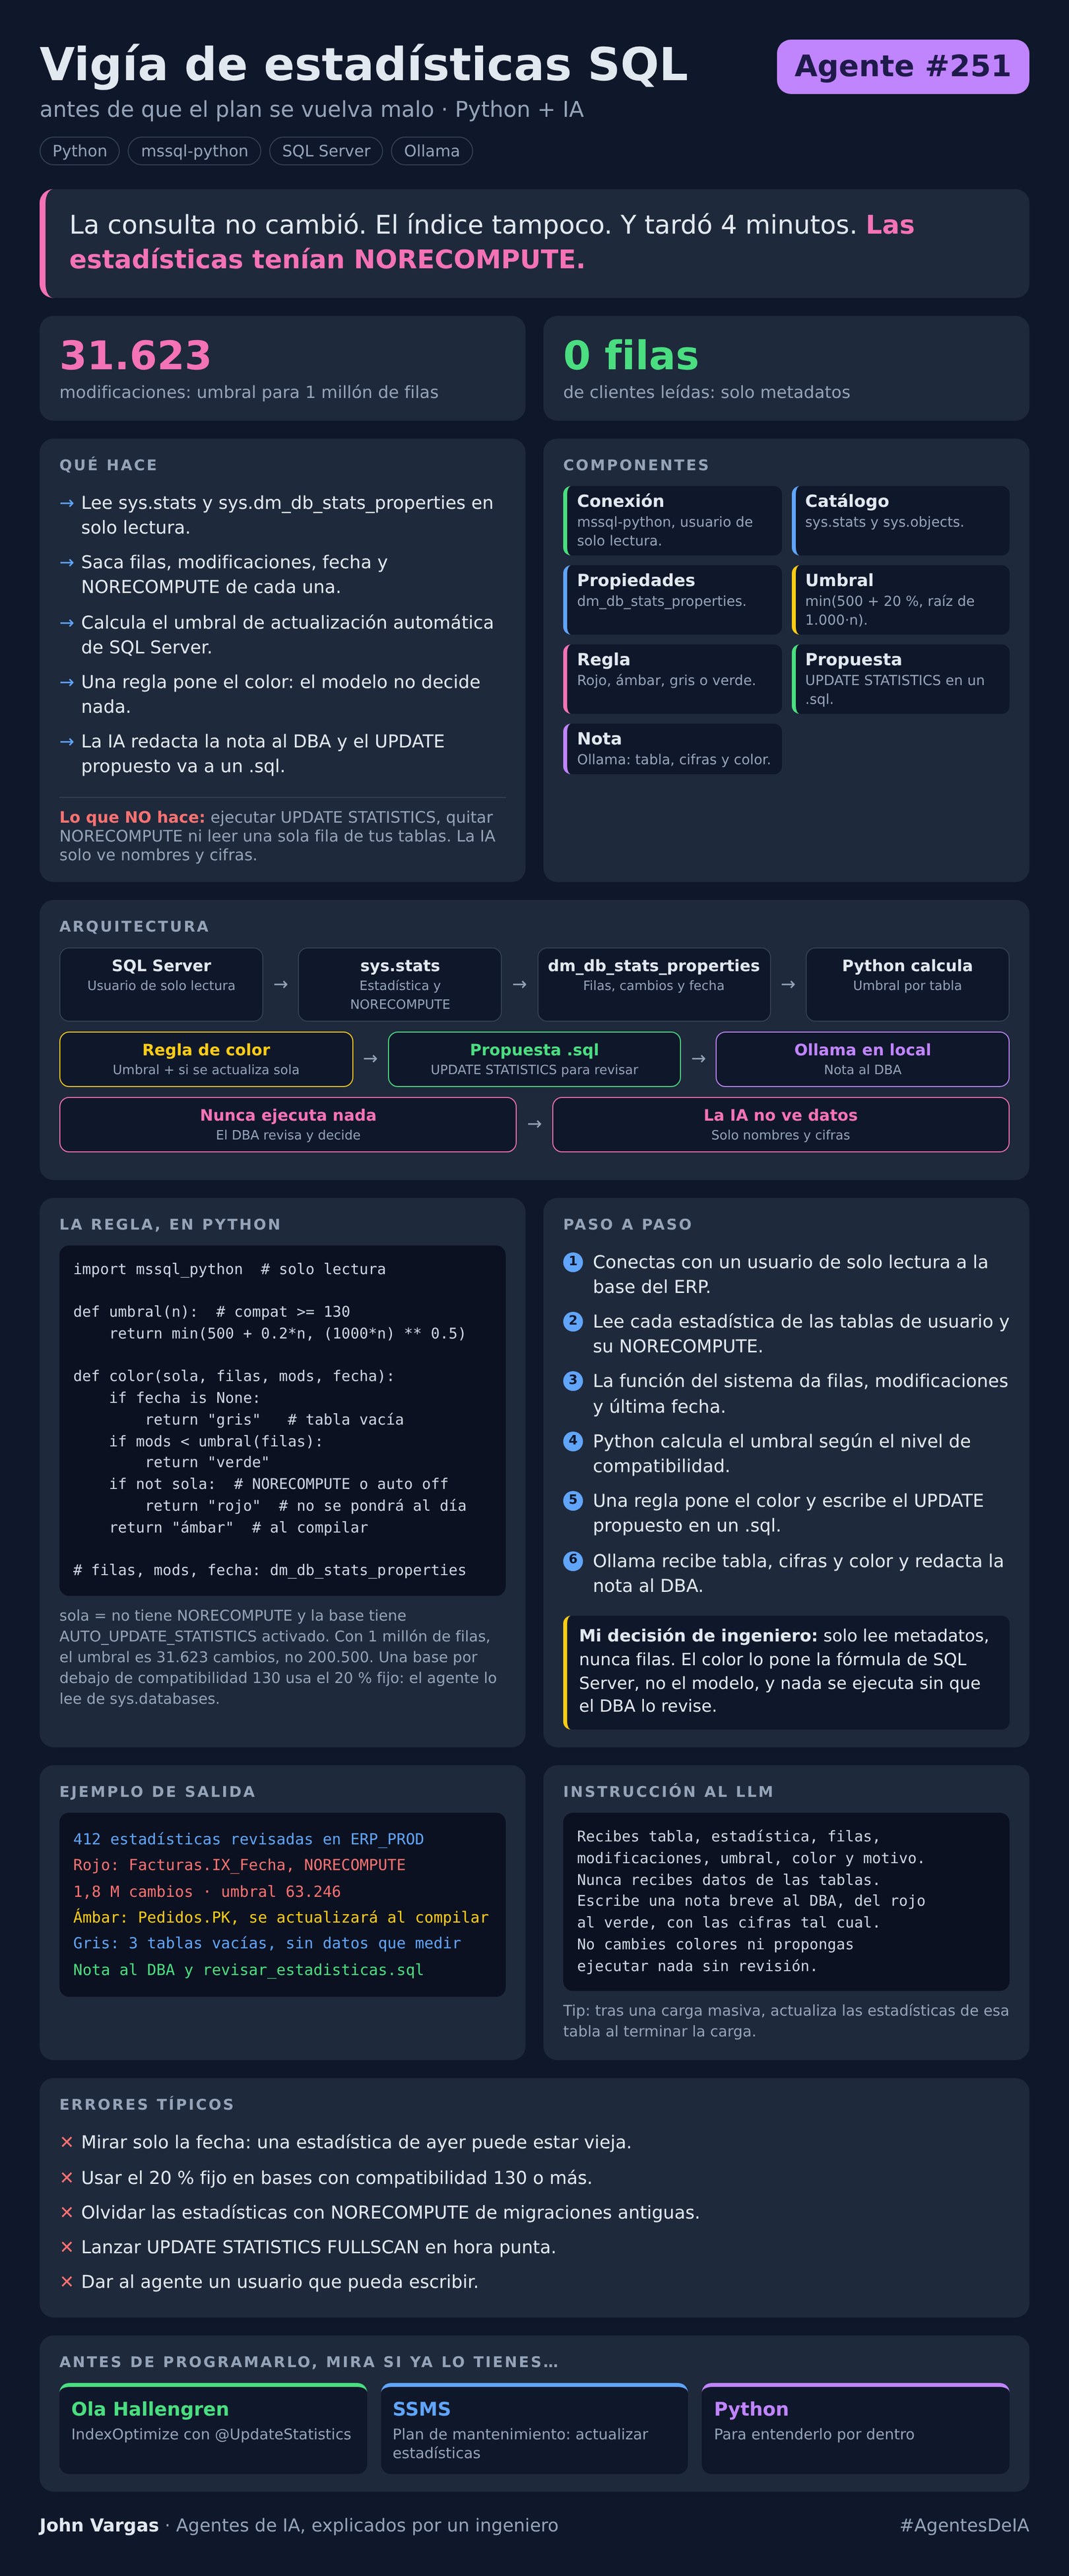 Vigía de estadísticas SQL
Agente #251
antes de que el plan se vuelva malo · Python + IA
Python
mssql-python
SQL Server
Ollama
La consulta no cambió. El índice tampoco. Y tardó 4 minutos. Las
estadísticas tenían NORECOMPUTE.
31.623
modificaciones: umbral para 1 millón de filas
0 filas
de clientes leídas: solo metadatos
QUÉ HACE
→ Lee sys.stats y sys.dm_db_stats_properties en
solo lectura.
→ Saca filas, modificaciones, fecha y
NORECOMPUTE de cada una.
→ Calcula el umbral de actualización automática
de SQL Server.
→ Una regla pone el color: el modelo no decide
nada.
→ La IA redacta la nota al DBA y el UPDATE
propuesto va a un .sql.
Lo que NO hace: ejecutar UPDATE STATISTICS, quitar
NORECOMPUTE ni leer una sola fila de tus tablas. La IA
solo ve nombres y cifras.
COMPONENTES
Conexión
mssql-python, usuario de
solo lectura.
Catálogo
sys.stats y sys.objects.
Propiedades
dm_db_stats_properties.
Umbral
min(500 + 20 %, raíz de
1.000·n).
Regla
Rojo, ámbar, gris o verde.
Propuesta
UPDATE STATISTICS en un
.sql.
Nota
Ollama: tabla, cifras y color.
ARQUITECTURA
SQL Server
Usuario de solo lectura
→
sys.stats
Estadística y
NORECOMPUTE
→
dm_db_stats_properties
Filas, cambios y fecha
→
Python calcula
Umbral por tabla
Regla de color
Umbral + si se actualiza sola
→
Propuesta .sql
UPDATE STATISTICS para revisar
→
Ollama en local
Nota al DBA
Nunca ejecuta nada
El DBA revisa y decide
→
La IA no ve datos
Solo nombres y cifras
LA REGLA, EN PYTHON
import mssql_python  # solo lectura
def umbral(n):  # compat >= 130
    return min(500 + 0.2*n, (1000*n) ** 0.5)
def color(sola, filas, mods, fecha):
    if fecha is None:
        return "gris"   # tabla vacía
    if mods < umbral(filas):
        return "verde"
    if not sola:  # NORECOMPUTE o auto off
        return "rojo"  # no se pondrá al día
    return "ámbar"  # al compilar
# filas, mods, fecha: dm_db_stats_properties
sola = no tiene NORECOMPUTE y la base tiene
AUTO_UPDATE_STATISTICS activado. Con 1 millón de filas,
el umbral es 31.623 cambios, no 200.500. Una base por
debajo de compatibilidad 130 usa el 20 % fijo: el agente lo
lee de sys.databases.
PASO A PASO
1 Conectas con un usuario de solo lectura a la
base del ERP.
2 Lee cada estadística de las tablas de usuario y
su NORECOMPUTE.
3 La función del sistema da filas, modificaciones
y última fecha.
4 Python calcula el umbral según el nivel de
compatibilidad.
5 Una regla pone el color y escribe el UPDATE
propuesto en un .sql.
6 Ollama recibe tabla, cifras y color y redacta la
nota al DBA.
Mi decisión de ingeniero: solo lee metadatos,
nunca filas. El color lo pone la fórmula de SQL
Server, no el modelo, y nada se ejecuta sin que
el DBA lo revise.
EJEMPLO DE SALIDA
412 estadísticas revisadas en ERP_PROD
Rojo: Facturas.IX_Fecha, NORECOMPUTE
1,8 M cambios · umbral 63.246
Ámbar: Pedidos.PK, se actualizará al compilar
Gris: 3 tablas vacías, sin datos que medir
Nota al DBA y revisar_estadisticas.sql
INSTRUCCIÓN AL LLM
Recibes tabla, estadística, filas,
modificaciones, umbral, color y motivo.
Nunca recibes datos de las tablas.
Escribe una nota breve al DBA, del rojo
al verde, con las cifras tal cual.
No cambies colores ni propongas
ejecutar nada sin revisión.
Tip: tras una carga masiva, actualiza las estadísticas de esa
tabla al terminar la carga.
ERRORES TÍPICOS
✕ Mirar solo la fecha: una estadística de ayer puede estar vieja.
✕ Usar el 20 % fijo en bases con compatibilidad 130 o más.
✕ Olvidar las estadísticas con NORECOMPUTE de migraciones antiguas.
✕ Lanzar UPDATE STATISTICS FULLSCAN en hora punta.
✕ Dar al agente un usuario que pueda escribir.
ANTES DE PROGRAMARLO, MIRA SI YA LO TIENES…
Ola Hallengren
IndexOptimize con @UpdateStatistics
SSMS
Plan de mantenimiento: actualizar
estadísticas
Python
Para entenderlo por dentro
John Vargas · Agentes de IA, explicados por un ingeniero
#AgentesDeIA